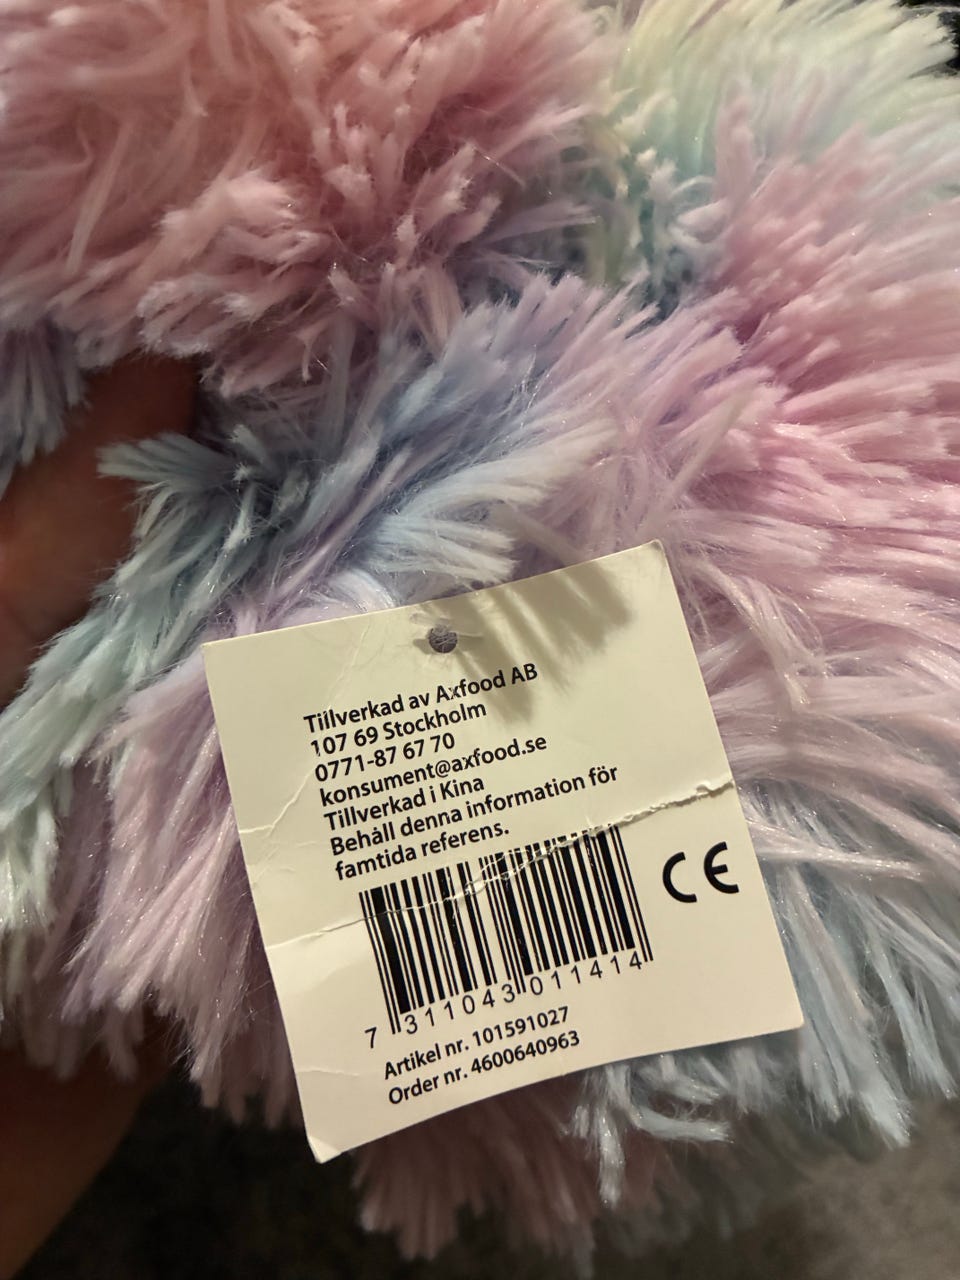 Tillverkad av Axfood AB
107 69 Stockholm
0771-87 67 70
konsument@axfood.se
Tillverkad i Kina
Behåll denna information för
famtida referens.
CE
7 311043 011414
Artikel nr. 101591027
Order nr. 4600640963